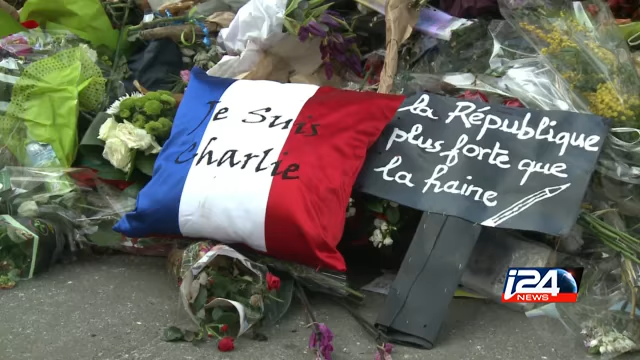 Je Suis
Charlie
la République
plus forte que
la haine
i24
NEWS